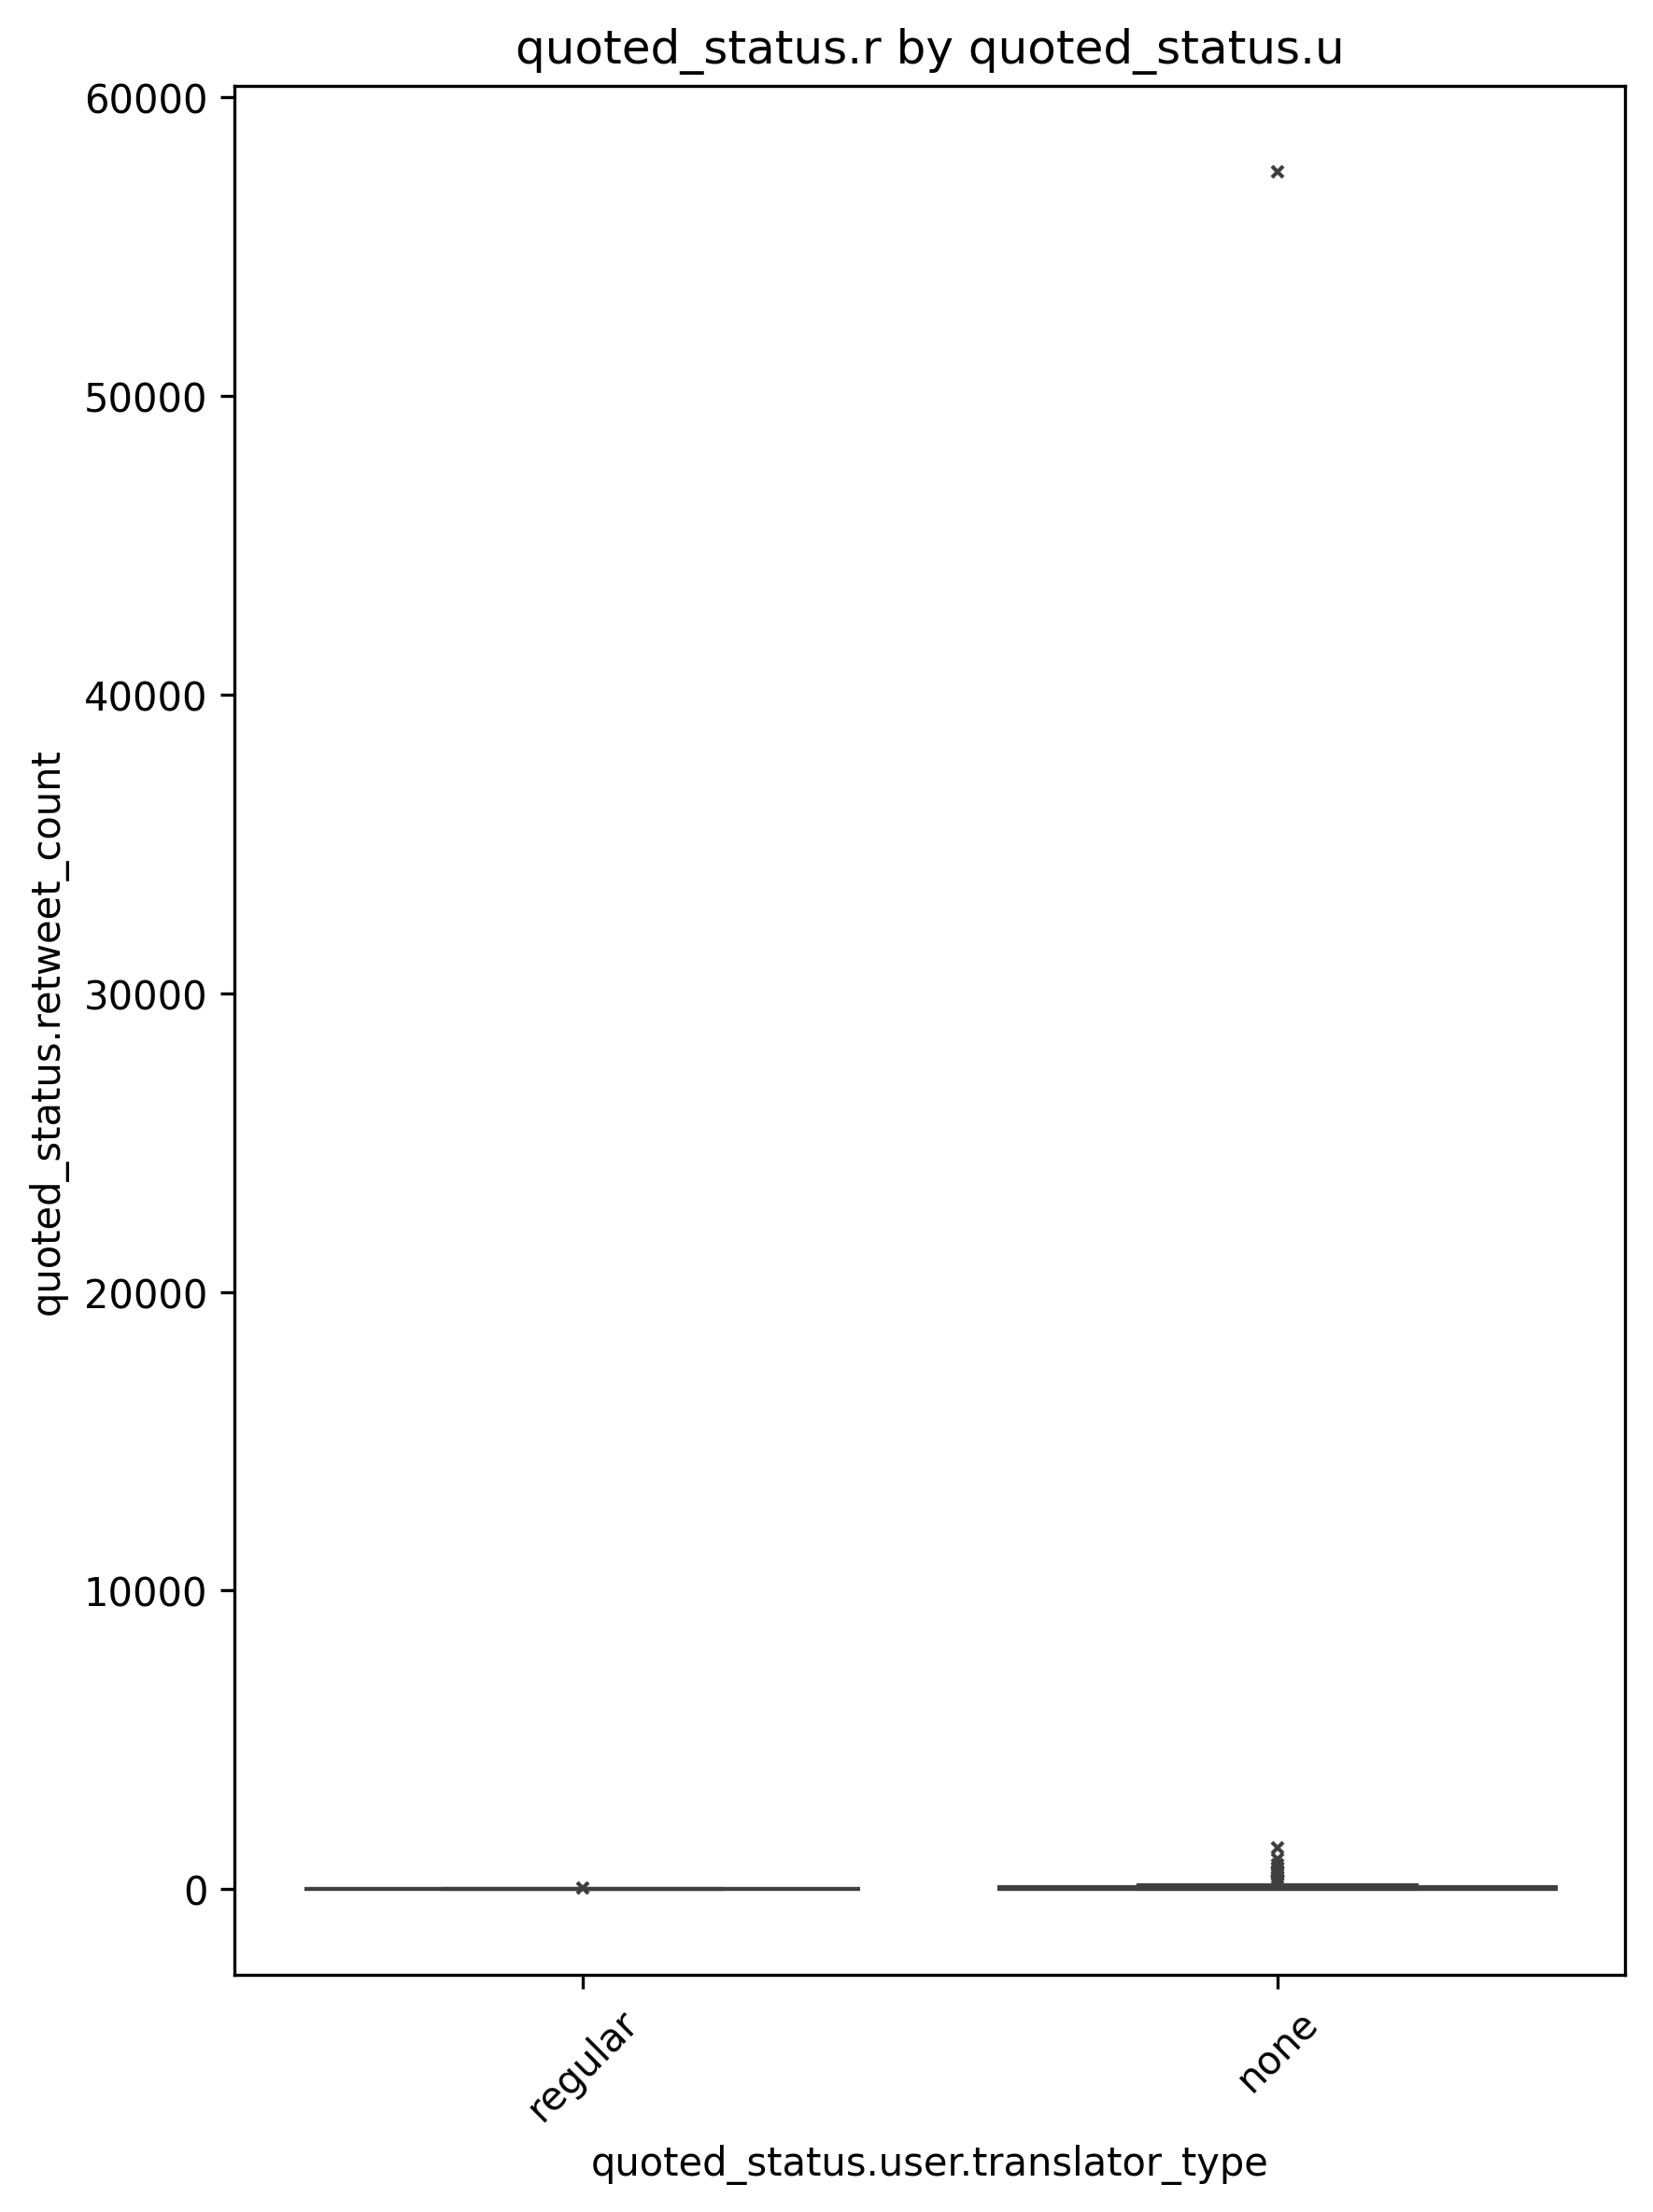 quoted_status.r by quoted_status.u
60000
50000
40000
30000
20000
10000
0
quoted_status.retweet_count
regular
none
quoted_status.user.translator_type